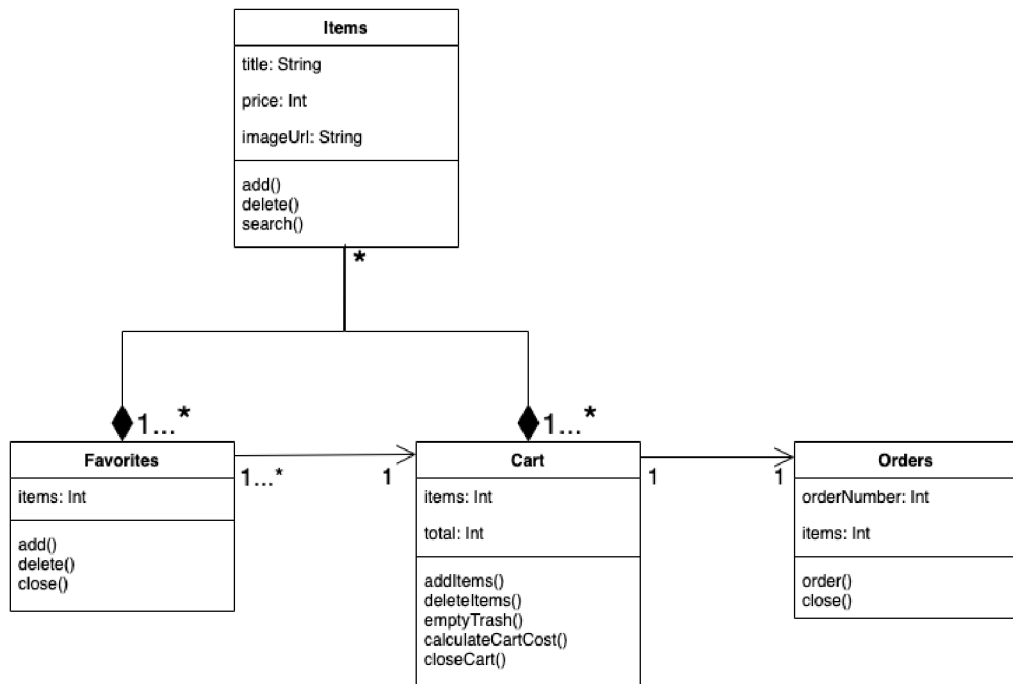 Items
title: String
price: Int
imageUrl: String
add()
delete()
search()
*
1...*
1...*
Favorites
items: Int
add()
delete()
close()
1...*
1
Cart
items: Int
total: Int
addItems()
deleteItems()
emptyTrash()
calculateCartCost()
closeCart()
1
1
Orders
orderNumber: Int
items: Int
order()
close()